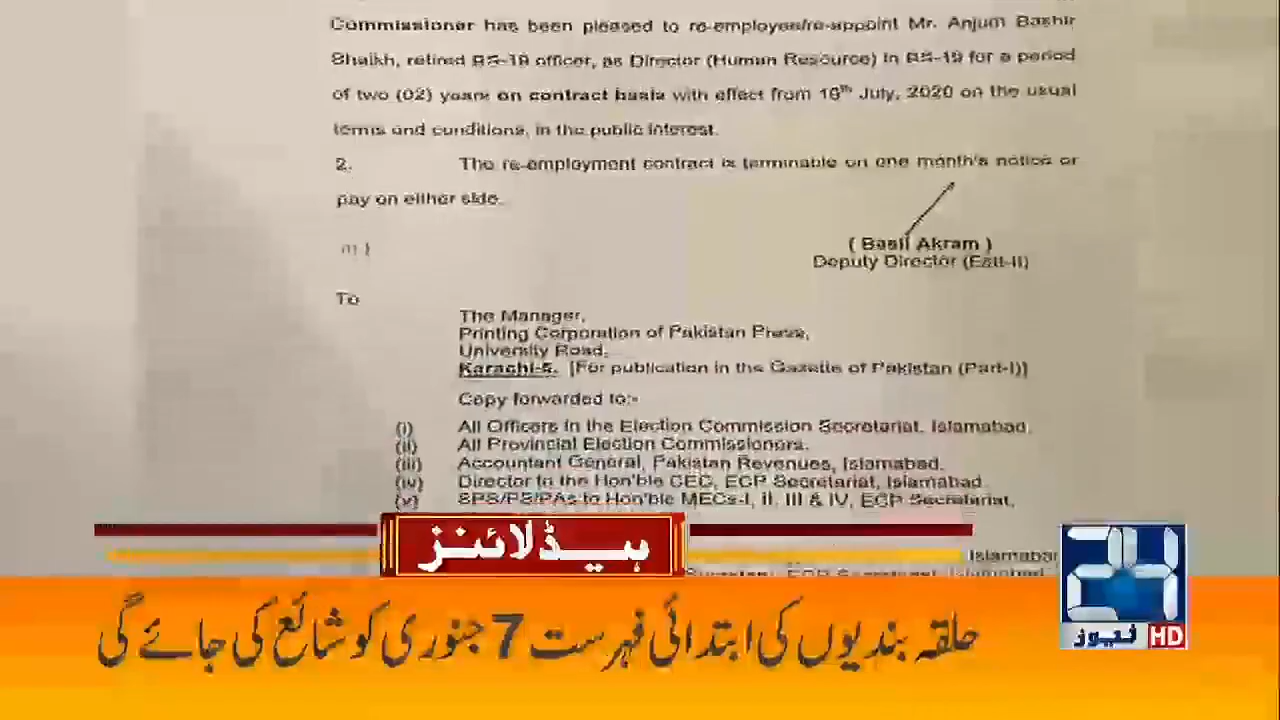 Commissioner has been pleased to re-employee/re-appoint Mr. Anjum Bashir
Shaikh, retired BS-19 officer, as Director (Human Resource) in BS-19 for a period
of two (02) years on contract basis with effect from 16th July, 2020 on the usual
terms and conditions, in the public interest.
2. The re-employment contract is terminable on one month's notice or
pay on either side.
( Basil Akram )
Deputy Director (Estt-II)
To
The Manager,
Printing Corporation of Pakistan Press,
University Road,
Karachi-5. [For publication in the Gazette of Pakistan (Part-I)]
Copy forwarded to:-
(i) All Officers in the Election Commission Secretariat, Islamabad.
(ii) All Provincial Election Commissioners.
(iii) Accountant General, Pakistan Revenues, Islamabad.
(iv) Director to the Hon'ble CEC, ECP Secretariat, Islamabad.
(v) SPS/PS/PAs to Hon'ble MECs-I, II, III & IV, ECP Secretariat,
ہیڈلائنز
24
نیوز HD
حلقہ بندیوں کی ابتدائی فہرست 7 جنوری کو شائع کی جائے گی